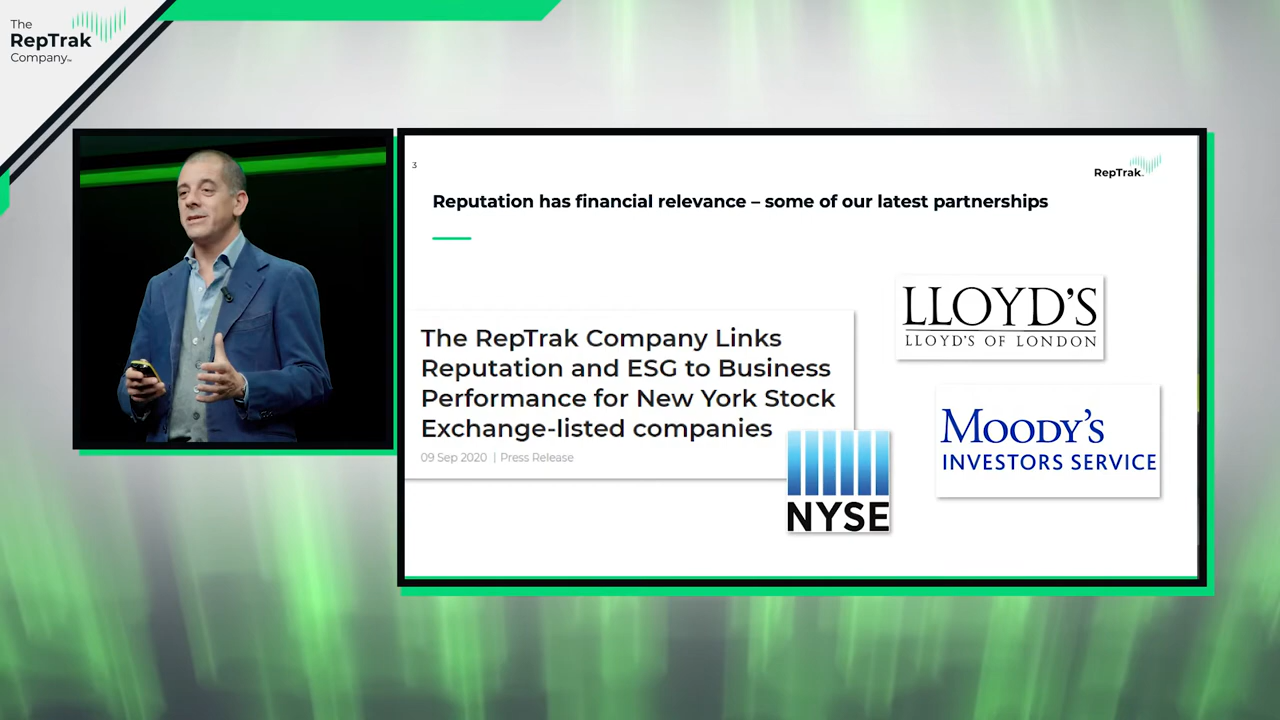 The
RepTrak
Company™
3
RepTrak™
Reputation has financial relevance – some of our latest partnerships
The RepTrak Company Links
Reputation and ESG to Business
Performance for New York Stock
Exchange-listed companies
09 Sep 2020 | Press Release
NYSE
LLOYD'S
LLOYD'S OF LONDON
MOODY'S
INVESTORS SERVICE